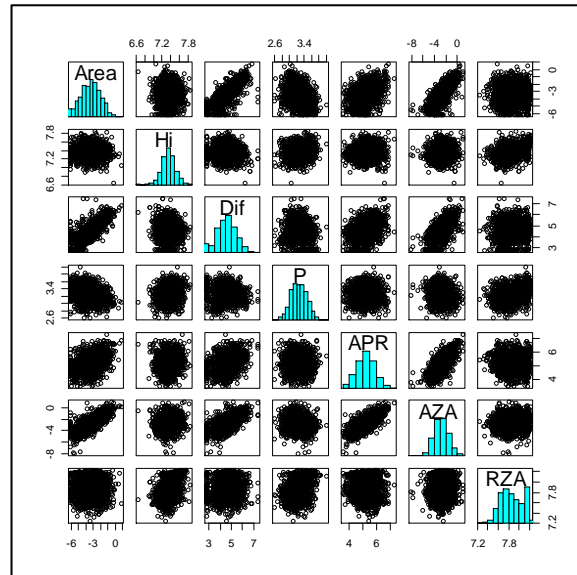 6.6 7.2 7.8 2.6 3.4 -8 -4 0
Area -6 -3 0
6.6 7.2 7.8 Hi
Dif 3 5 7
2.6 3.4 P
APR 4 6
-8 -4 0 AZA
RZA 7.2 7.8
-6 -3 0 3 5 7 4 6 7.2 7.8